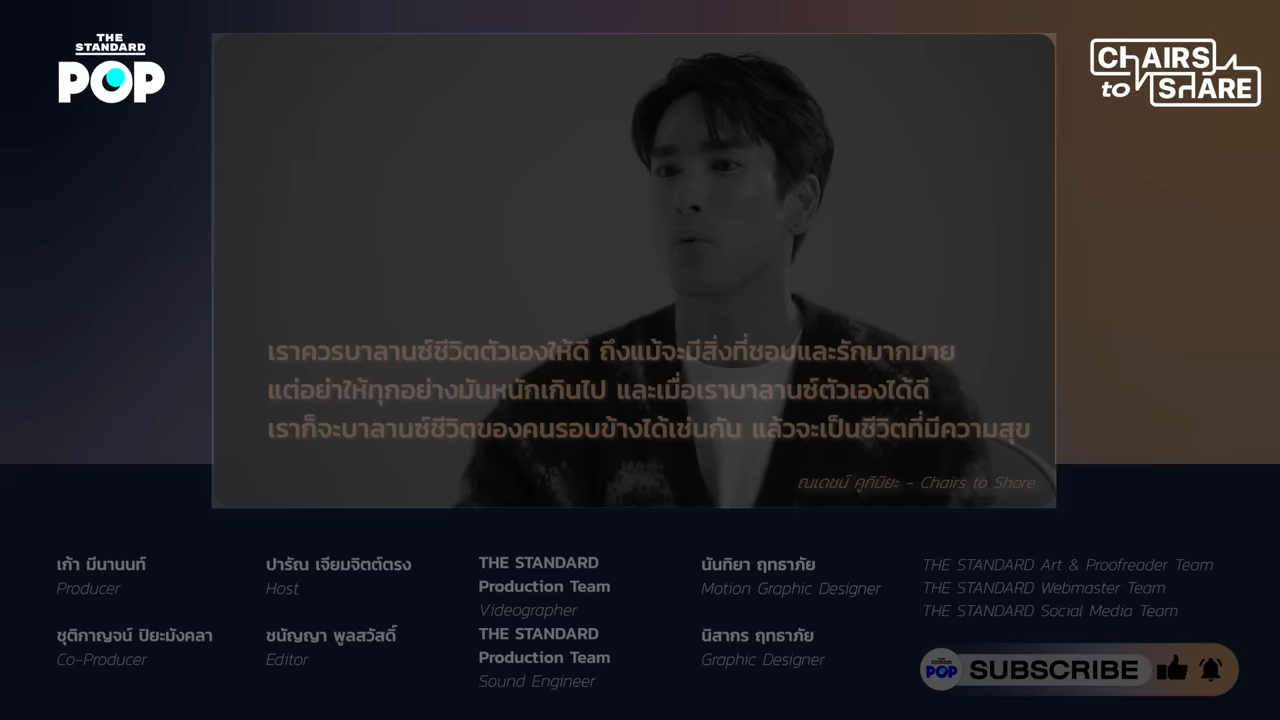 THE
STANDARD
POP
CHAIRS
to SHARE
เราควรบาลานซ์ชีวิตตัวเองให้ดี ถึงแม้จะมีสิ่งที่ชอบและรักมากมาย
แต่อย่าให้ทุกอย่างมันหนักเกินไป และเมื่อเราบาลานซ์ตัวเองได้ดี
เราก็จะบาลานซ์ชีวิตของคนรอบข้างได้เช่นกัน แล้วจะเป็นชีวิตที่มีความสุข
ณเดชน์ คูกิมิยะ - Chairs to Share
เก้า มีนานนท์
Producer
ชุติกาญจน์ ปิยะมังคลา
Co-Producer
ปารัณ เจียมจิตต์ตรง
Host
ชนัญญา พูลสวัสดิ์
Editor
THE STANDARD
Production Team
Videographer
THE STANDARD
Production Team
Sound Engineer
นันทิยา ฤทธาภัย
Motion Graphic Designer
นิสากร ฤทธาภัย
Graphic Designer
THE STANDARD Art & Proofreader Team
THE STANDARD Webmaster Team
THE STANDARD Social Media Team
POP SUBSCRIBE